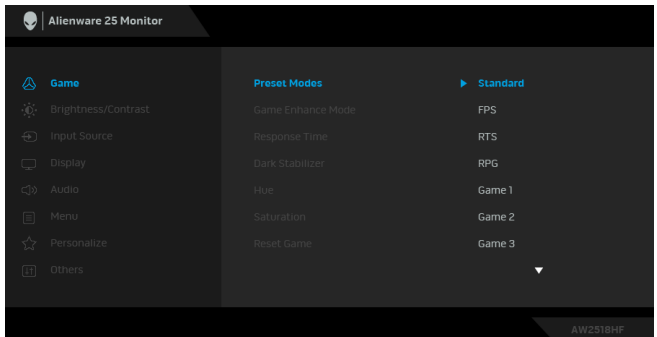 Alienware 25 Monitor
Game
Preset Modes
Standard
Brightness/Contrast
Game Enhance Mode
FPS
Input Source
Response Time
RTS
Display
Dark Stabilizer
RPG
Audio
Hue
Game 1
Menu
Saturation
Game 2
Personalize
Reset Game
Game 3
Others
AW2518HF